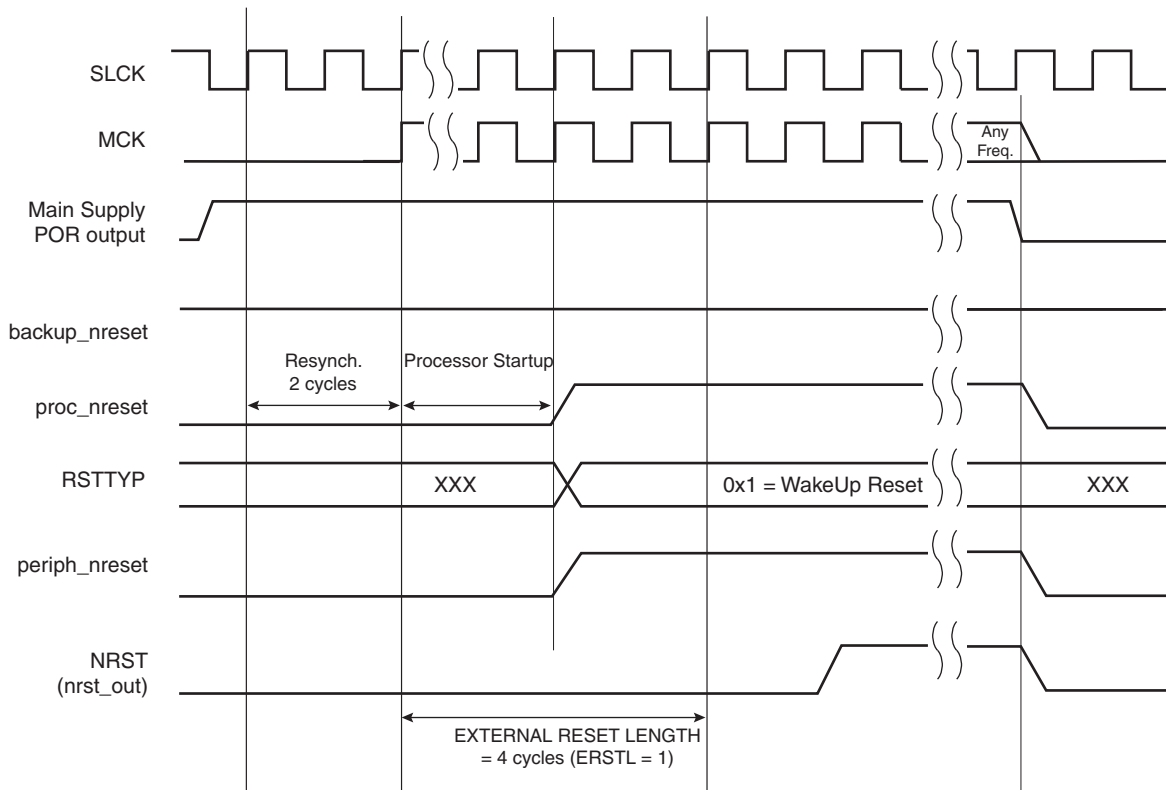 SLCK
MCK
Any
Freq.
Main Supply
POR output
backup_nreset
Resynch.
2 cycles
Processor Startup
proc_nreset
RSTTYP
XXX
0x1 = WakeUp Reset
XXX
periph_nreset
NRST
(nrst_out)
EXTERNAL RESET LENGTH
= 4 cycles (ERSTL = 1)